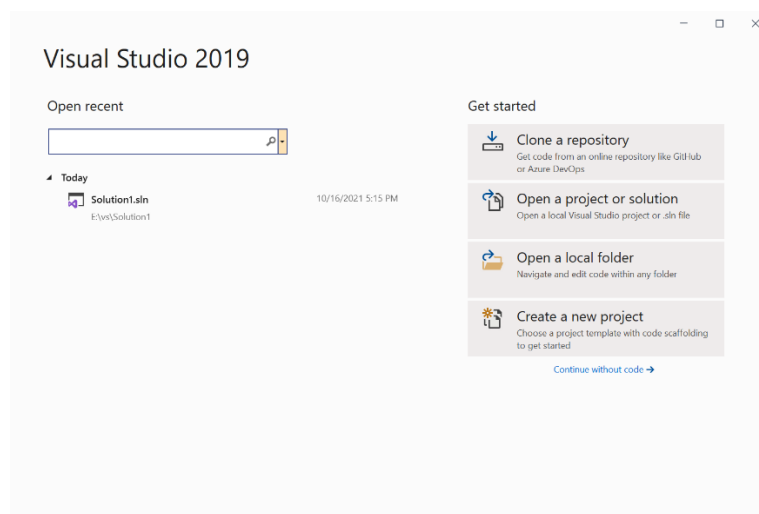 Visual Studio 2019
Open recent
Today
Solution1.sln
10/16/2021 5:15 PM
E:\vs\Solution1
Get started
Clone a repository
Get code from an online repository like GitHub
or Azure DevOps
Open a project or solution
Open a local Visual Studio project or .sln file
Open a local folder
Navigate and edit code within any folder
Create a new project
Choose a project template with code scaffolding
to get started
Continue without code →